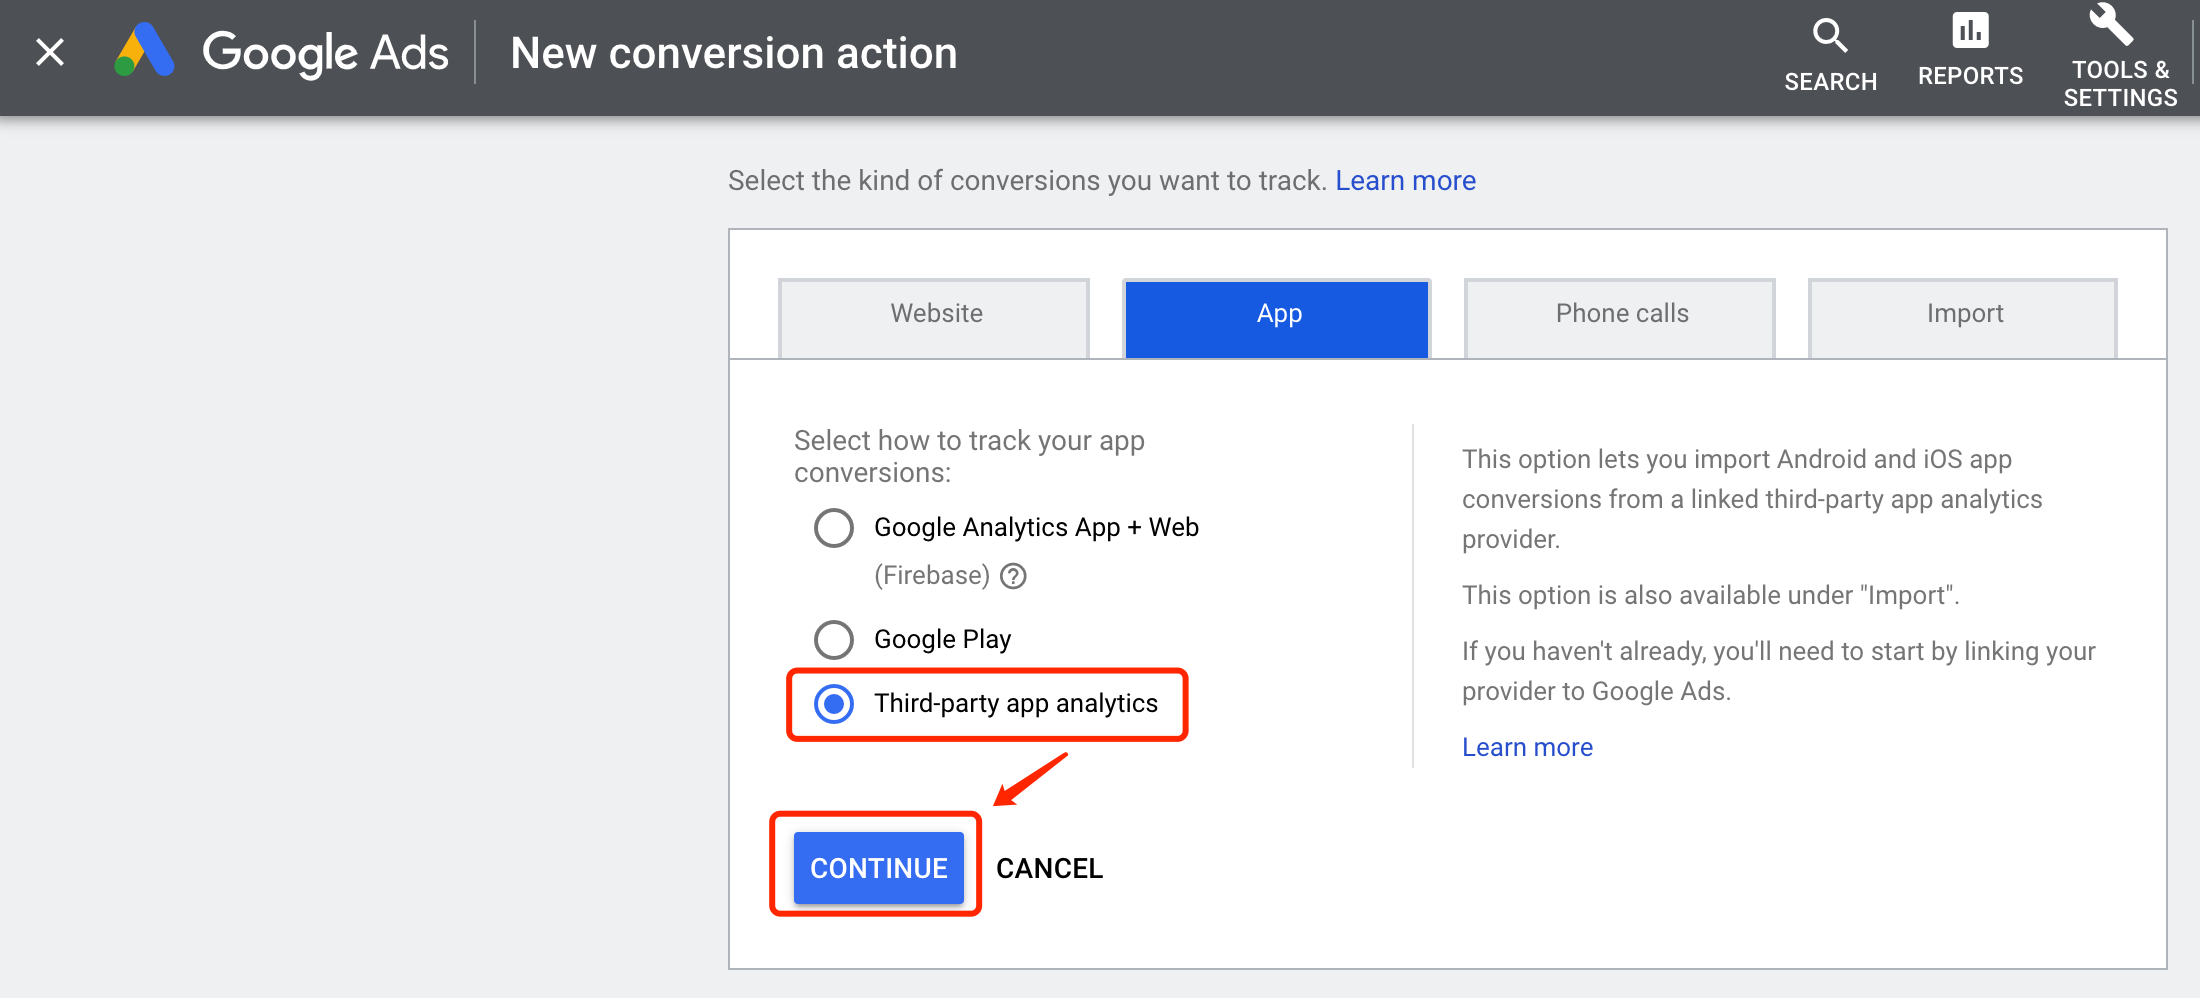 Google Ads
New conversion action
SEARCH
REPORTS
TOOLS &
SETTINGS
Select the kind of conversions you want to track. Learn more
Website
App
Phone calls
Import
Select how to track your app
conversions:
Google Analytics App + Web
(Firebase) ?
Google Play
Third-party app analytics
CONTINUE
CANCEL
This option lets you import Android and iOS app
conversions from a linked third-party app analytics
provider.
This option is also available under "Import".
If you haven't already, you'll need to start by linking your
provider to Google Ads.
Learn more